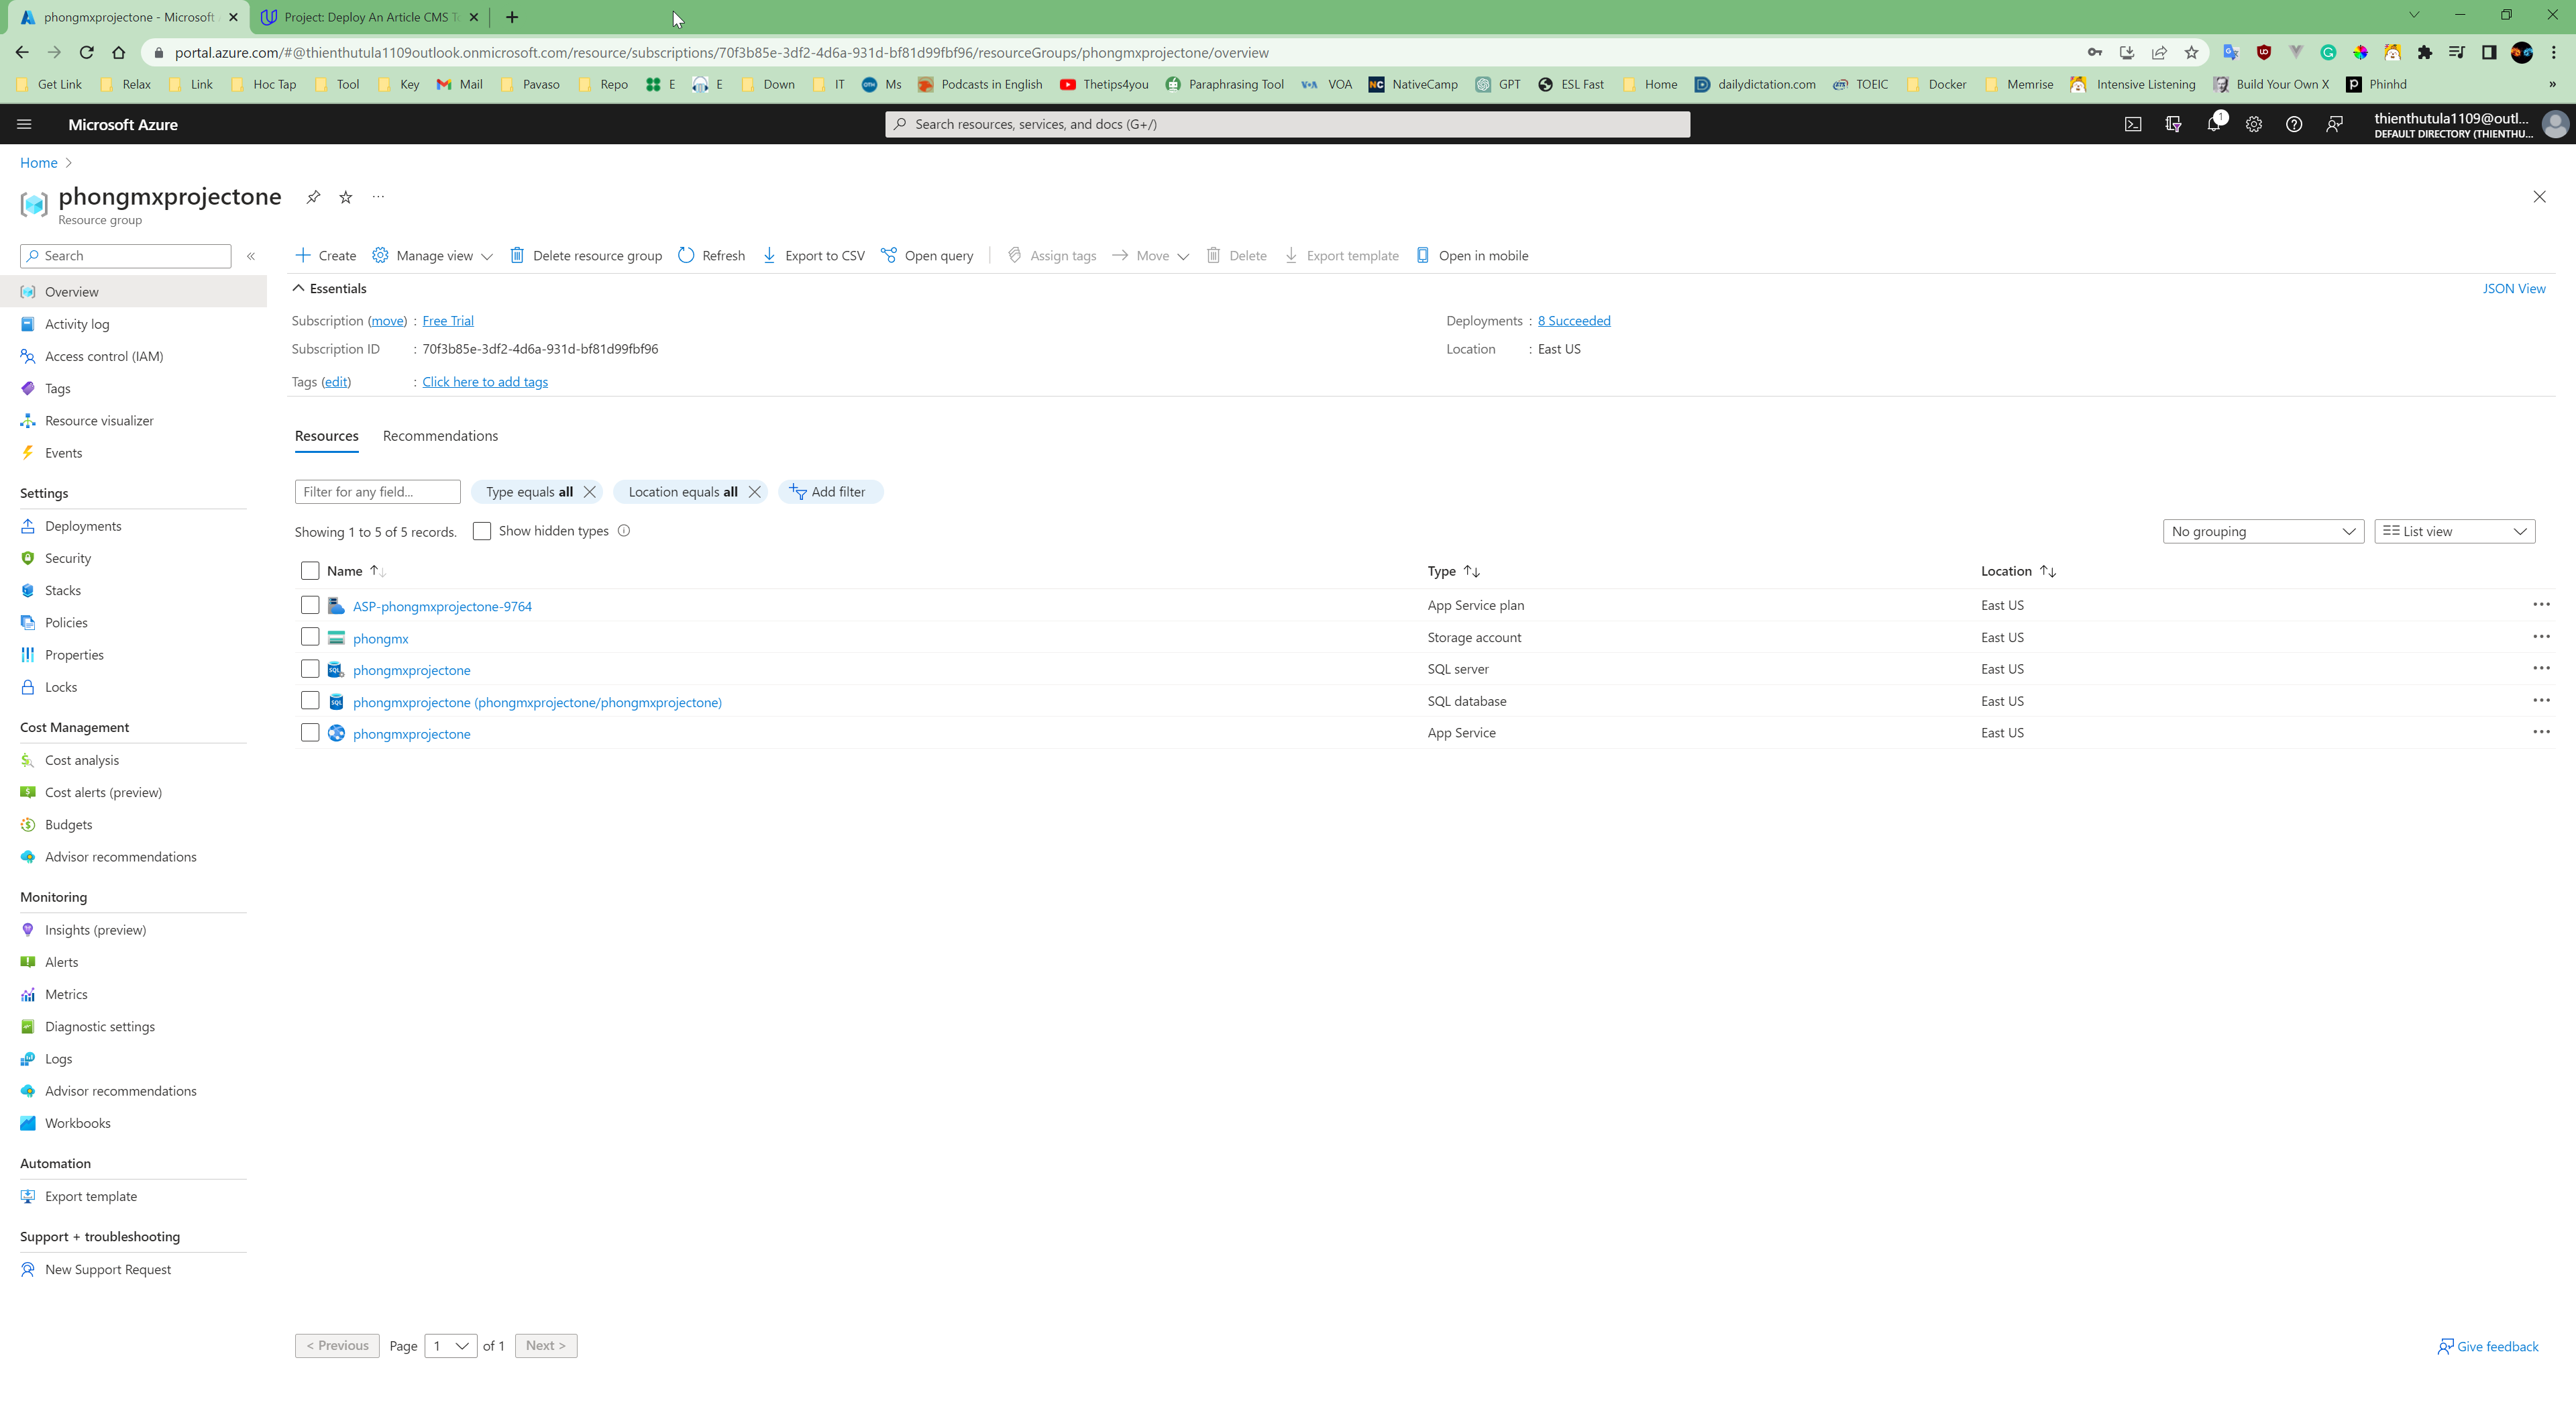 phongmxprojectone - Microsoft
Project: Deploy An Article CMS
portal.azure.com/#@thienthutula1109outlook.onmicrosoft.com/resource/subscriptions/70f3b85e-3df2-4d6a-931d-bf81d99fbf96/resourceGroups/phongmxprojectone/overview
Get Link Relax Link Hoc Tap Tool Key Mail Pavaso Repo E E Down IT Ms Podcasts in English Thetips4you Paraphrasing Tool VOA NativeCamp GPT ESL Fast Home dailydictation.com TOEIC Docker Memrise Intensive Listening Build Your Own X Phinhd »
Microsoft Azure
Search resources, services, and docs (G+/)
1
thienthutula1109@outl...
DEFAULT DIRECTORY (THIENTHU...
Home >
phongmxprojectone
Resource group
Search
«
Create Manage view Delete resource group Refresh Export to CSV Open query Assign tags Move Delete Export template Open in mobile
Overview
Activity log
Access control (IAM)
Tags
Resource visualizer
Events
Settings
Deployments
Security
Stacks
Policies
Properties
Locks
Cost Management
Cost analysis
Cost alerts (preview)
Budgets
Advisor recommendations
Monitoring
Insights (preview)
Alerts
Metrics
Diagnostic settings
Logs
Advisor recommendations
Workbooks
Automation
Export template
Support + troubleshooting
New Support Request
Essentials
JSON View
Subscription (move) : Free Trial
Deployments : 8 Succeeded
Subscription ID : 70f3b85e-3df2-4d6a-931d-bf81d99fbf96
Location : East US
Tags (edit) : Click here to add tags
Resources Recommendations
Filter for any field...
Type equals all
Location equals all
Add filter
Showing 1 to 5 of 5 records.
Show hidden types
No grouping
List view
Name Type Location
ASP-phongmxprojectone-9764 App Service plan East US
phongmx Storage account East US
phongmxprojectone SQL server East US
phongmxprojectone (phongmxprojectone/phongmxprojectone) SQL database East US
phongmxprojectone App Service East US
< Previous Page 1 of 1 Next >
Give feedback